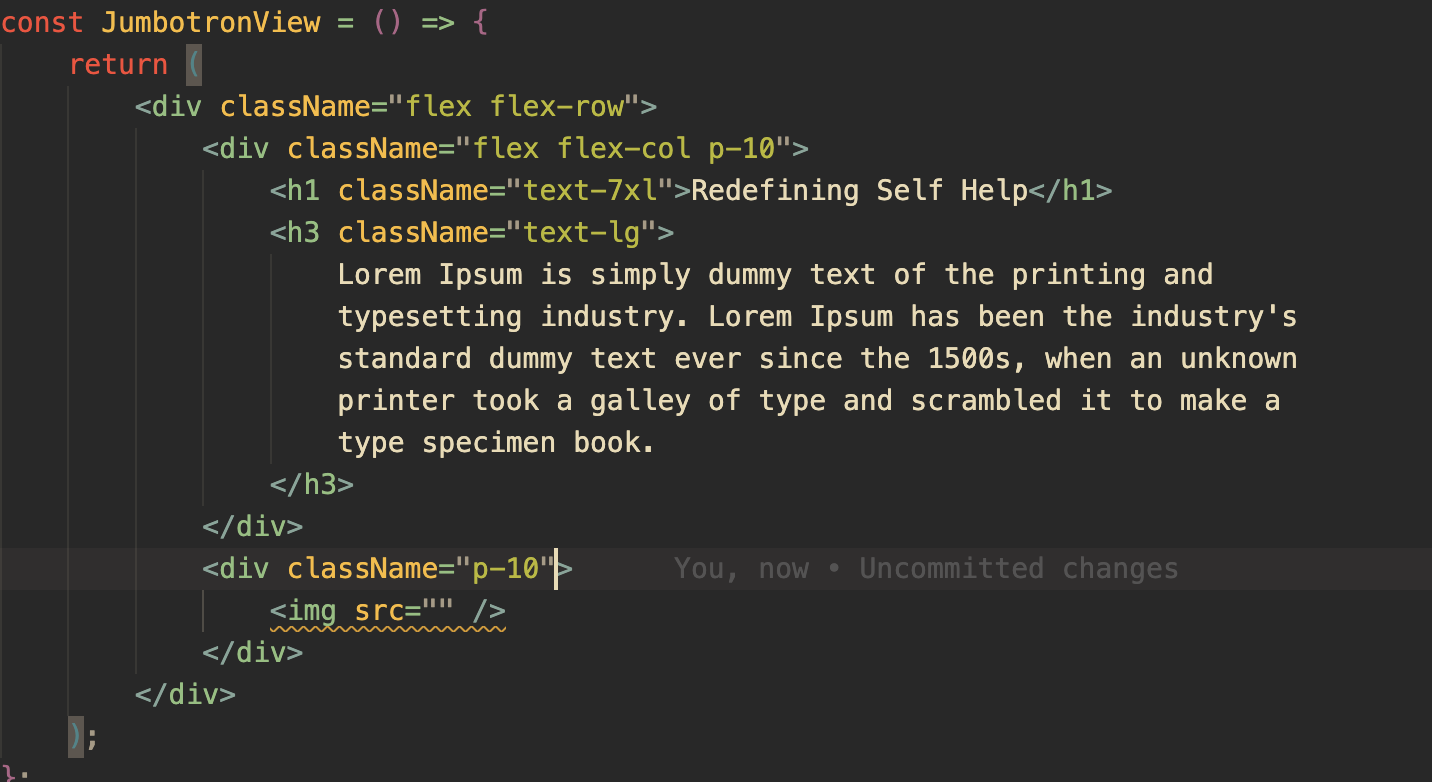 const JumbotronView = () => {
return (
<div className="flex flex-row">
<div className="flex flex-col p-10">
<h1 className="text-7xl">Redefining Self Help</h1>
<h3 className="text-lg">
Lorem Ipsum is simply dummy text of the printing and
typesetting industry. Lorem Ipsum has been the industry's
standard dummy text ever since the 1500s, when an unknown
printer took a galley of type and scrambled it to make a
type specimen book.
</h3>
</div>
<div className="p-10"> You, now • Uncommitted changes
<img src="" />
</div>
</div>
);
};